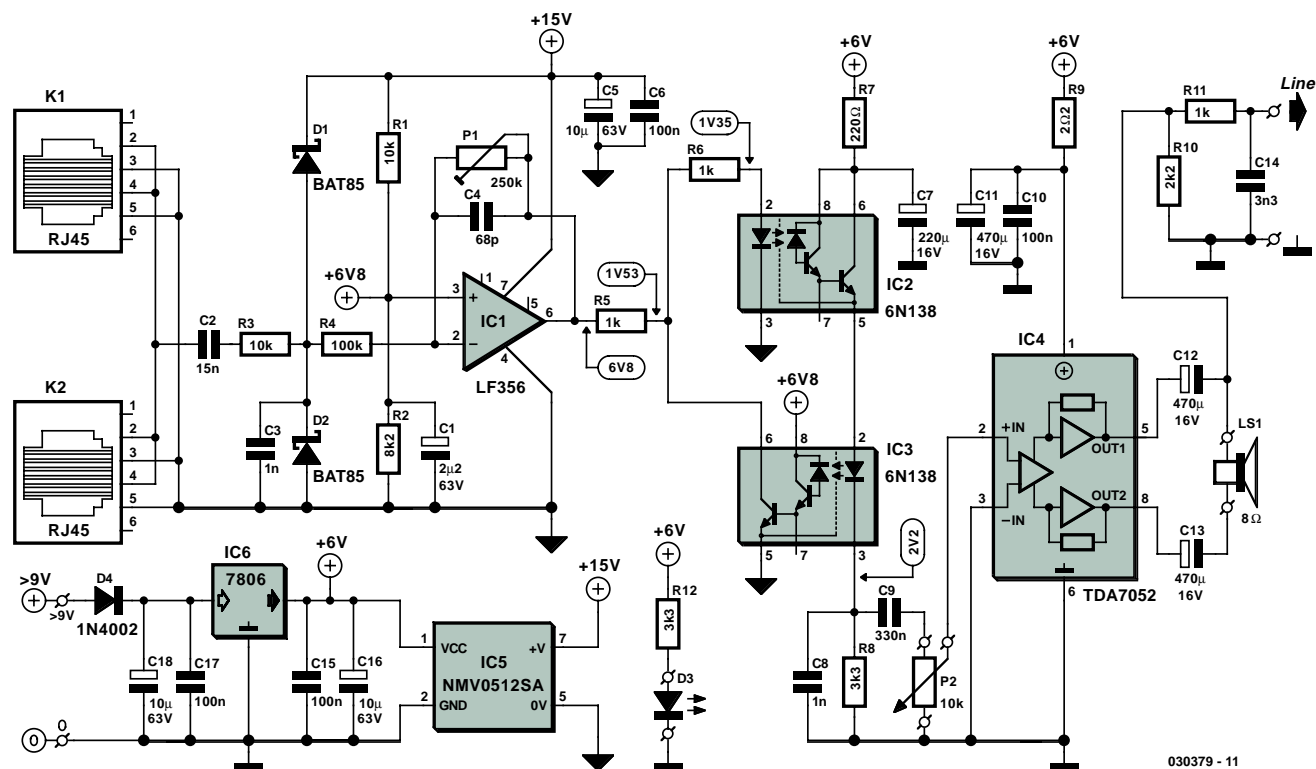 +15V
K1
1
2
3
4
5
6
RJ45
D1
BAT85
R1
10k
P1
250k
C4
68p
C5
10µ
63V
C6
100n
+6V8
3
+
2
–
1
7
5
6
4
IC1
LF356
C2
15n
R3
10k
R4
100k
R5
1k
1V53
6V8
R6
1k
1V35
K2
1
2
3
4
5
6
RJ45
C3
1n
D2
BAT85
R2
8k2
C1
2µ2
63V
+6V
R7
220Ω
2
8
6
3
7
5
C7
220µ
16V
IC2
6N138
+6V8
6
8
2
5
7
3
IC3
6N138
2V2
+6V
R9
2Ω2
C11
470µ
16V
C10
100n
R11
1k
Line
R10
2k2
C14
3n3
IC4
1
2
+IN
3
–IN
OUT1
5
OUT2
8
6
TDA7052
C12
470µ
16V
C13
470µ
16V
LS1
8Ω
>9V
>9V
D4
1N4002
IC6
7806
+6V
C18
10µ
63V
C17
100n
C15
100n
C16
10µ
63V
0
0
1
VCC
+V
7
IC5
NMV0512SA
2
GND
0V
5
+15V
+6V
R12
3k3
D3
C8
1n
R8
3k3
C9
330n
P2
10k
030379 - 11